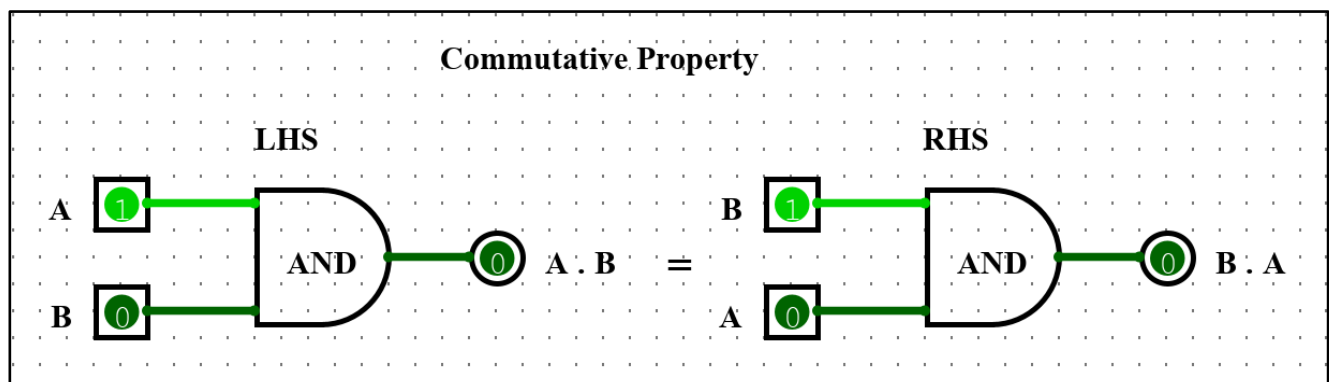 Commutative Property
LHS
RHS
A 1
B 0
AND
0 A . B
=
B 1
A 0
AND
0 B . A